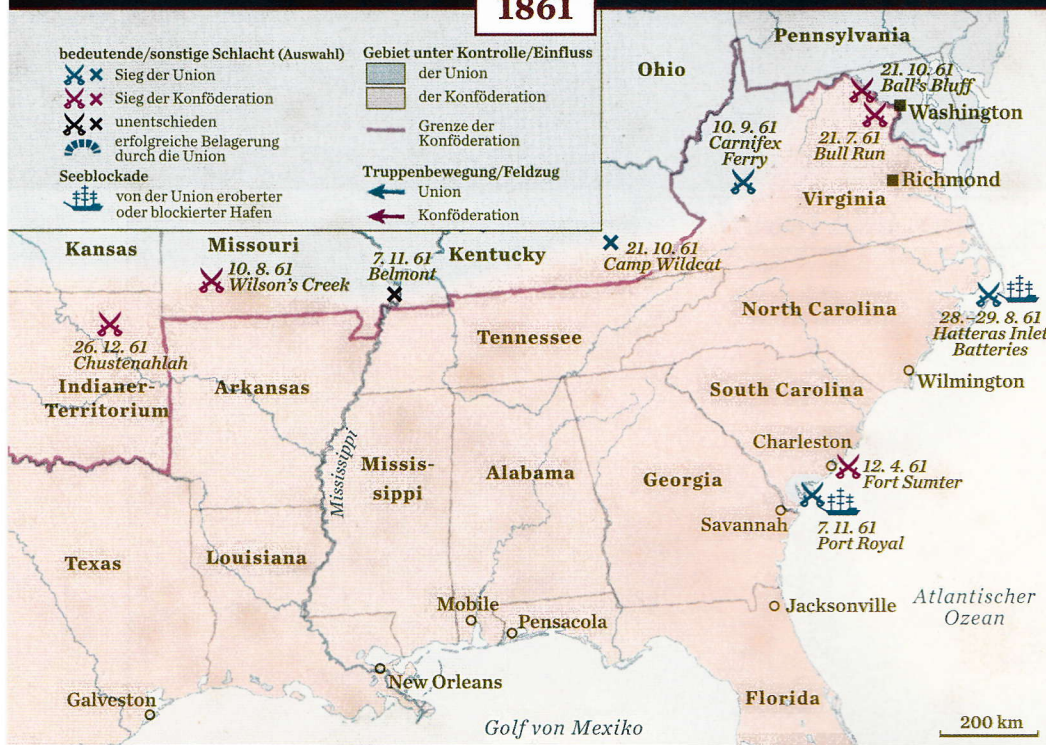 1861
bedeutende/sonstige Schlacht (Auswahl)
Sieg der Union
Sieg der Konföderation
unentschieden
erfolgreiche Belagerung
durch die Union
Seeblockade
von der Union eroberter
oder blockierter Hafen
Gebiet unter Kontrolle/Einfluss
der Union
der Konföderation
Grenze der
Konföderation
Truppenbewegung/Feldzug
Union
Konföderation
Pennsylvania
Ohio
21. 10. 61
Ball's Bluff
Washington
10. 9. 61
Carnifex
Ferry
21. 7. 61
Bull Run
Richmond
Virginia
Kansas
Missouri
Kentucky
7. 11. 61
Belmont
21. 10. 61
Camp Wildcat
10. 8. 61
Wilson's Creek
North Carolina
28.–29. 8. 61
Hatteras Inlet
Batteries
26. 12. 61
Chustenahlah
Tennessee
Indianer-
Territorium
Arkansas
South Carolina
Wilmington
Charleston
12. 4. 61
Fort Sumter
Mississippi
Missis-
sippi
Alabama
Georgia
Savannah
7. 11. 61
Port Royal
Texas
Louisiana
Mobile
Pensacola
Jacksonville
Atlantischer
Ozean
New Orleans
Galveston
Florida
Golf von Mexiko
200 km